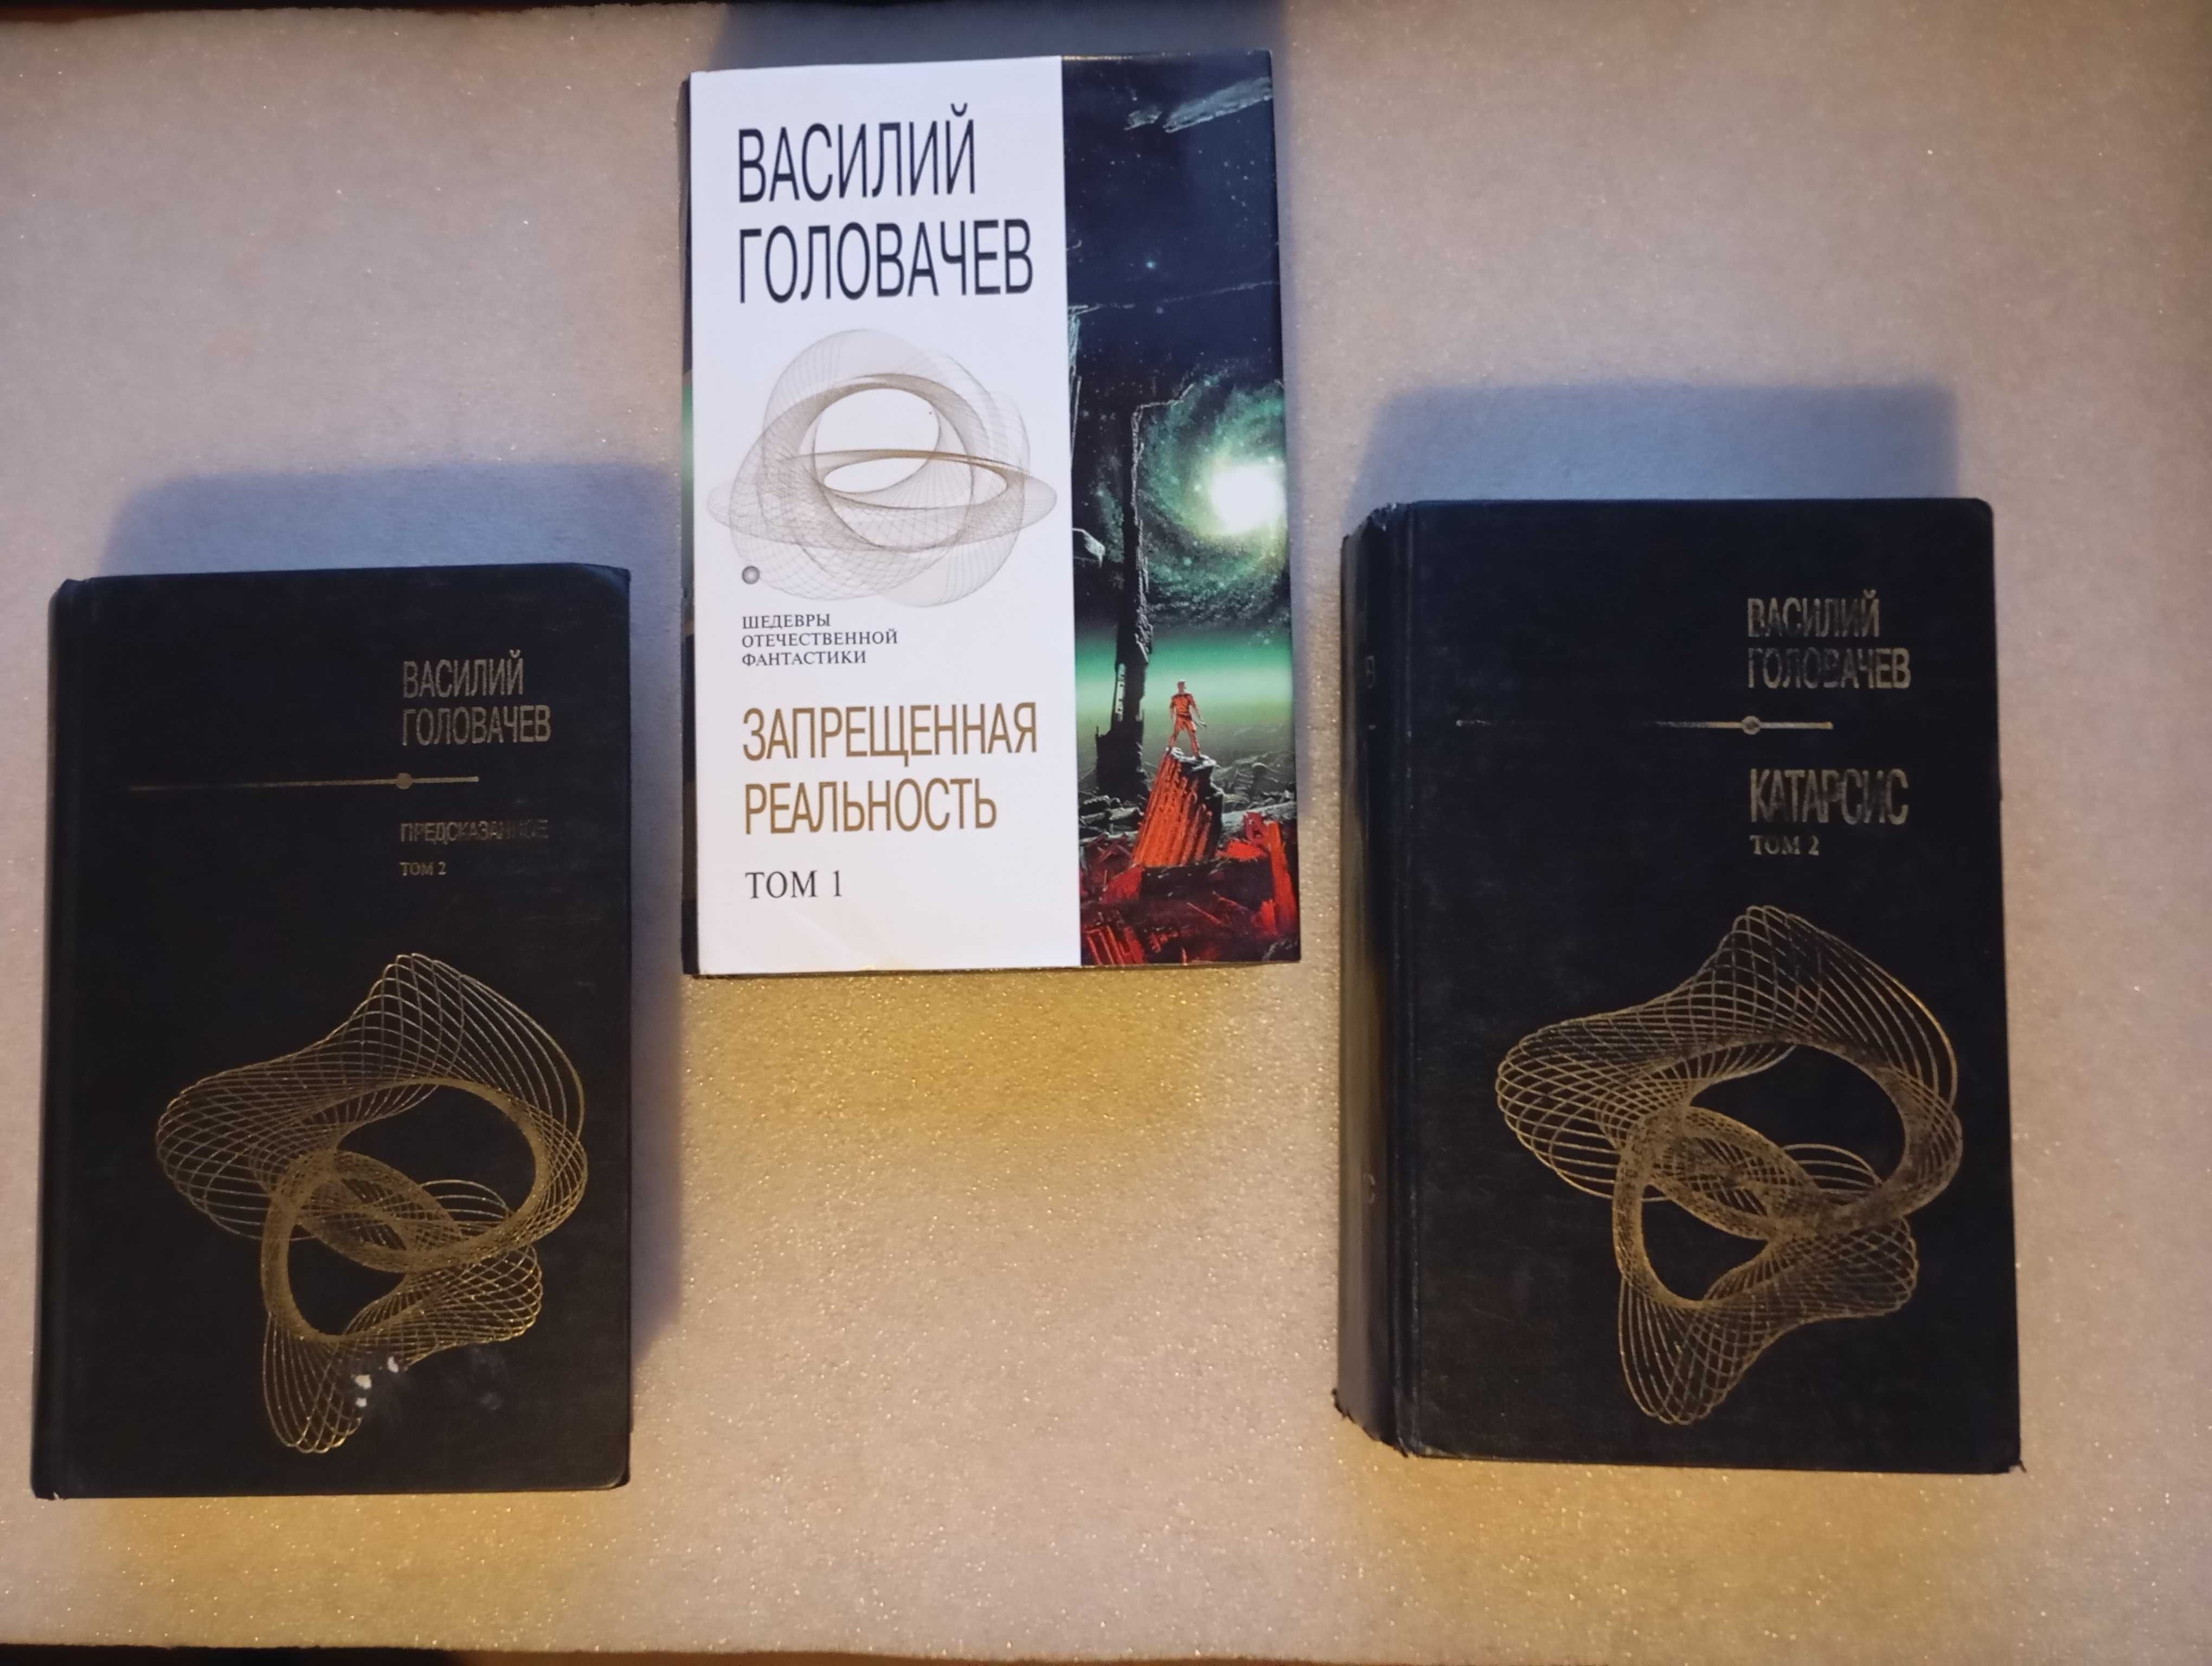 ВАСИЛИЙ
ГОЛОВАЧЕВ
ШЕДЕВРЫ
ОТЕЧЕСТВЕННОЙ
ФАНТАСТИКИ
ЗАПРЕЩЕННАЯ
РЕАЛЬНОСТЬ
ТОМ 1
ВАСИЛИЙ
ГОЛОВАЧЕВ
ПРЕДСКАЗАННОЕ
ТОМ 2
ВАСИЛИЙ
ГОЛОВАЧЕВ
КАТАРСИС
ТОМ 2